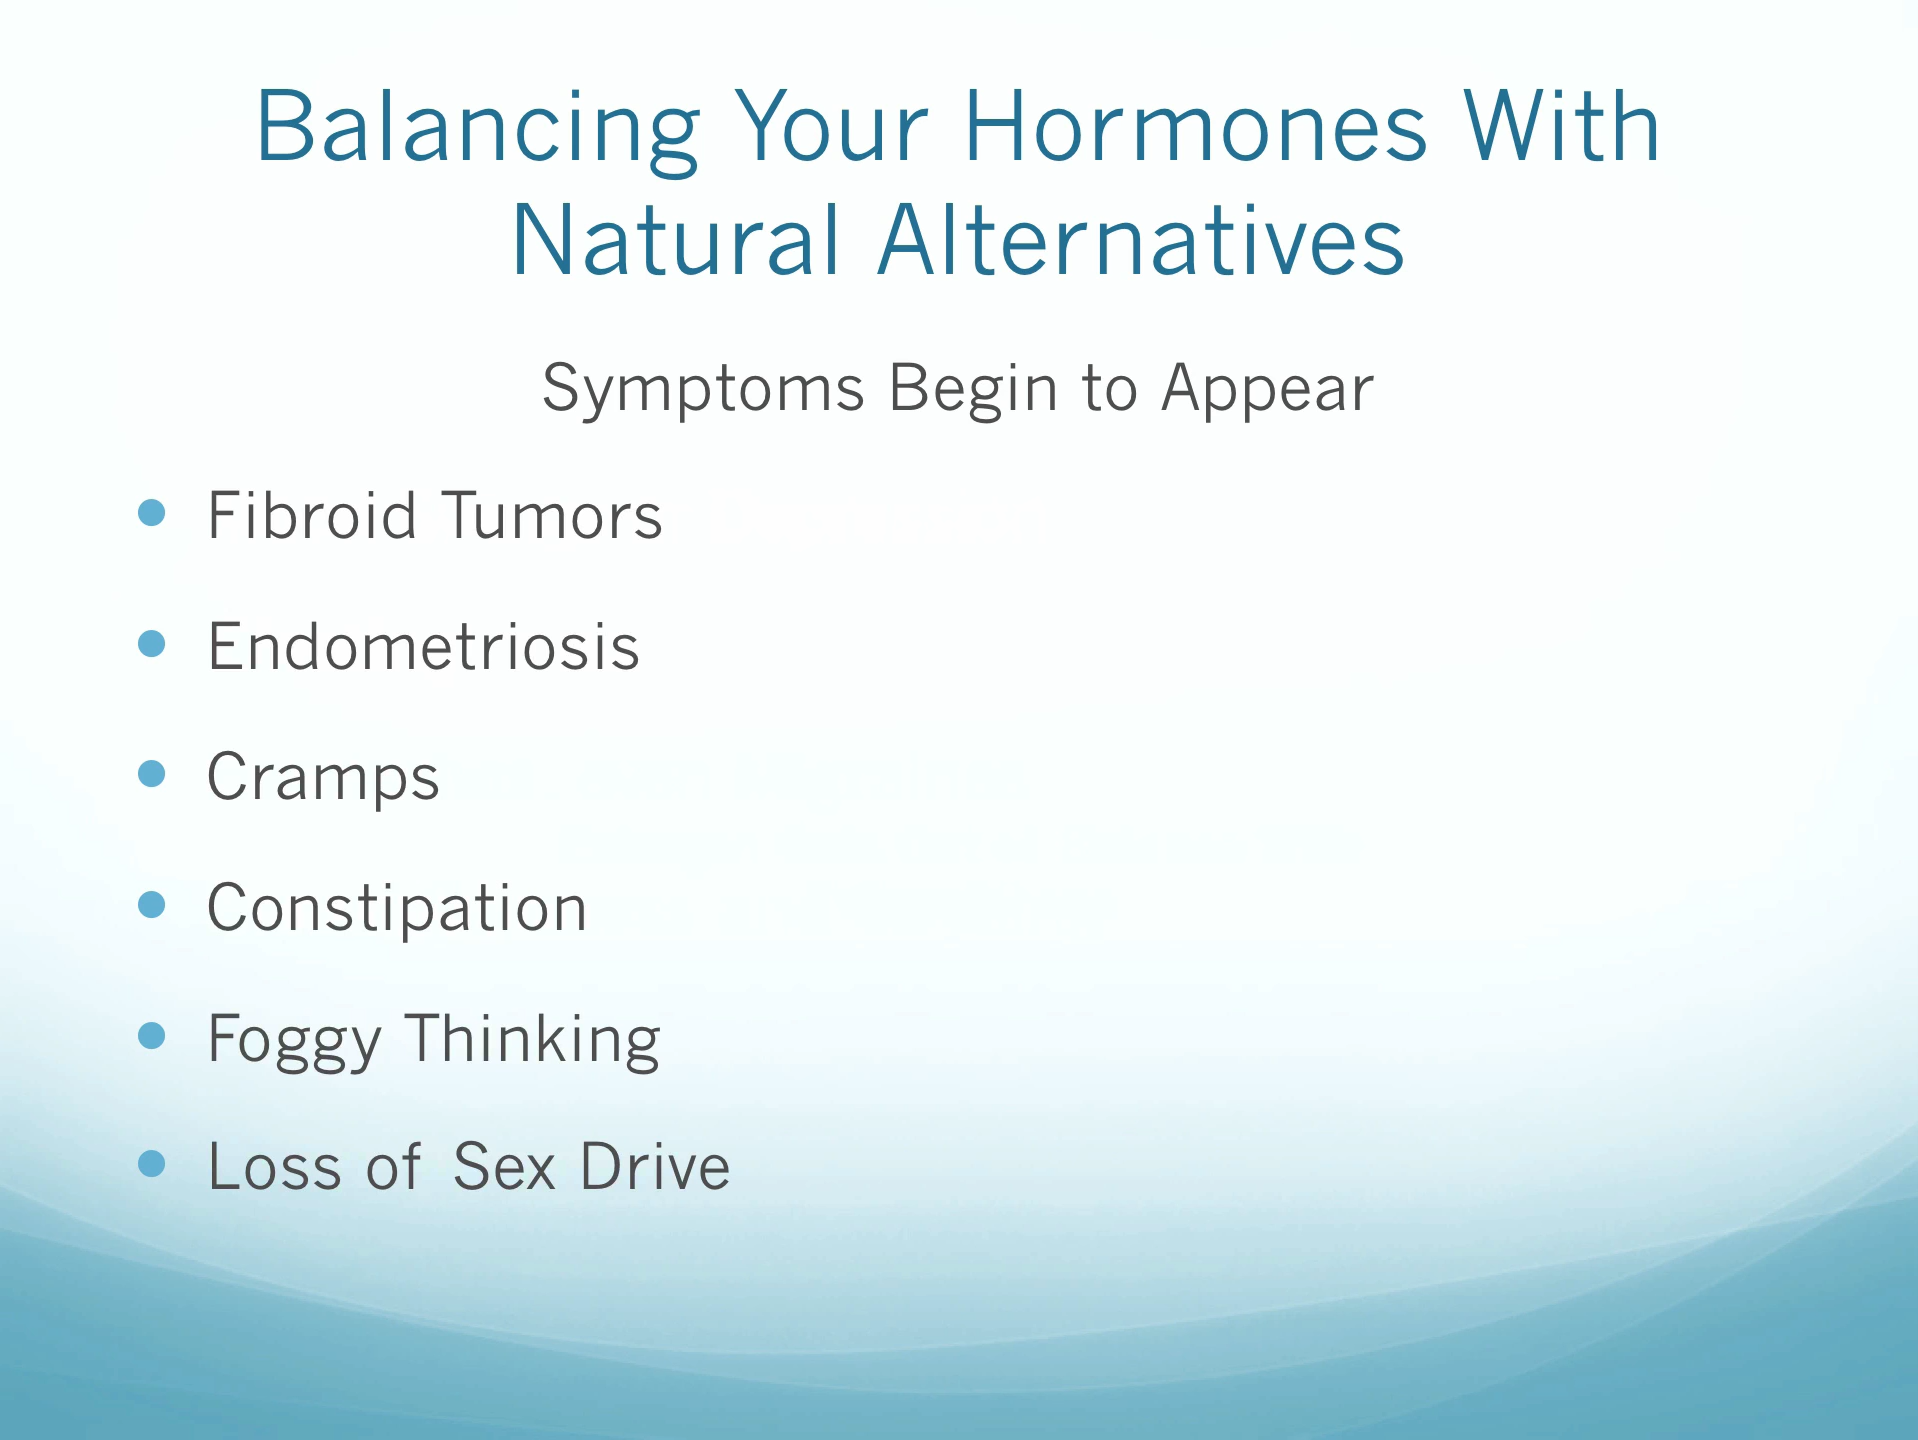 Balancing Your Hormones With
Natural Alternatives
Symptoms Begin to Appear
• Fibroid Tumors
• Endometriosis
• Cramps
• Constipation
• Foggy Thinking
• Loss of Sex Drive